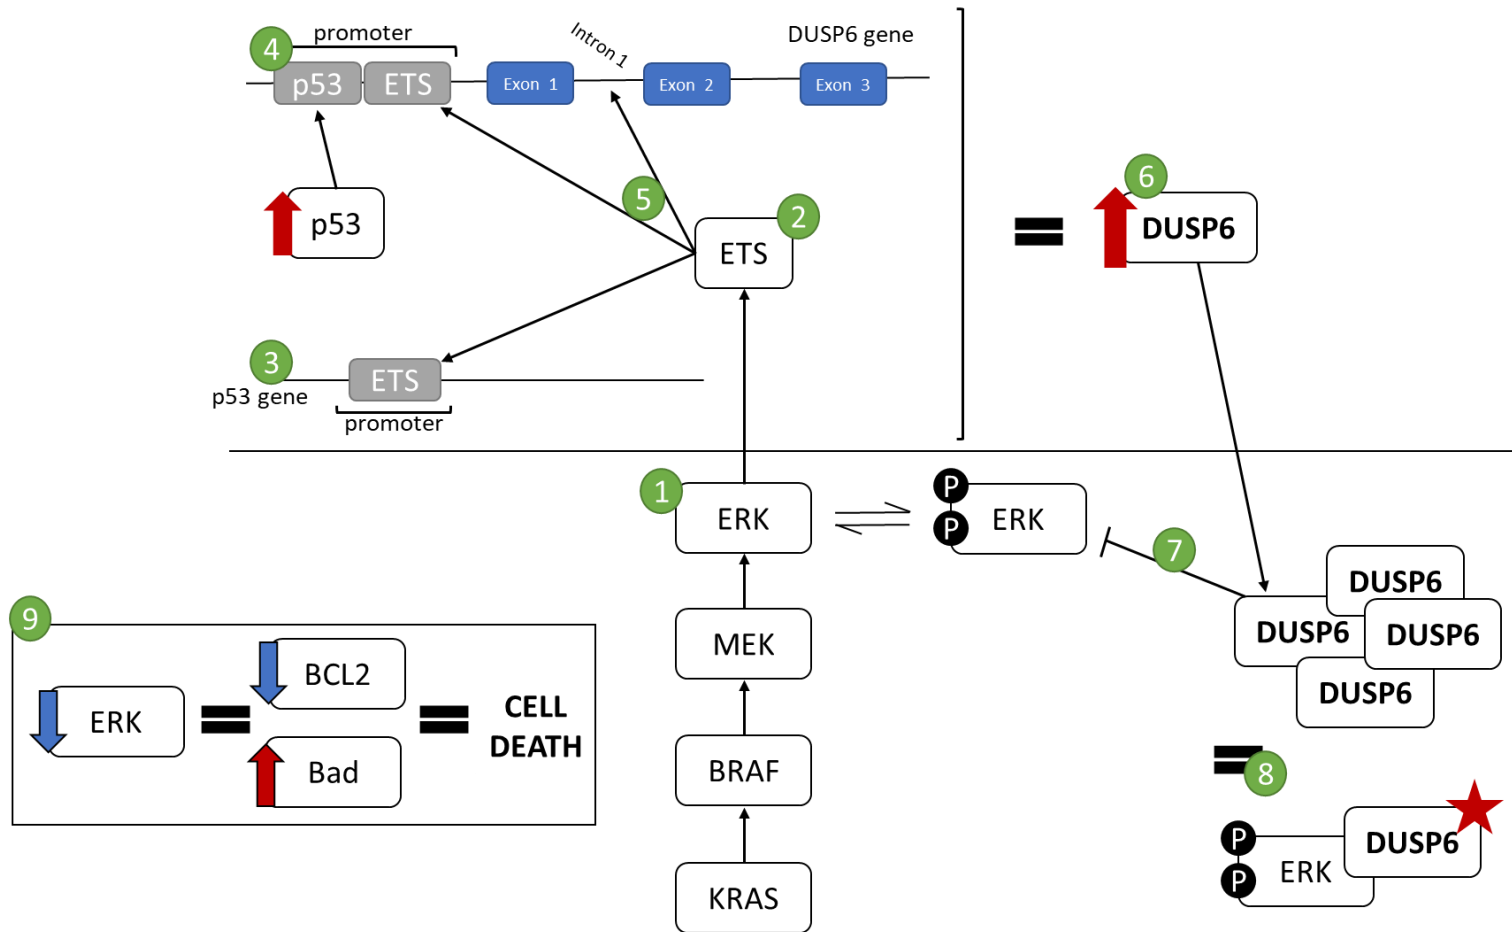 promoter
Intron 1
DUSP6 gene
4
p53
ETS
Exon 1
Exon 2
Exon 3
p53
5
2
ETS
6
DUSP6
3
ETS
p53 gene
promoter
1
ERK
P
P
ERK
7
DUSP6
DUSP6
DUSP6
DUSP6
9
BCL2
ERK
CELL
DEATH
Bad
MEK
BRAF
KRAS
8
P
P
ERK
DUSP6